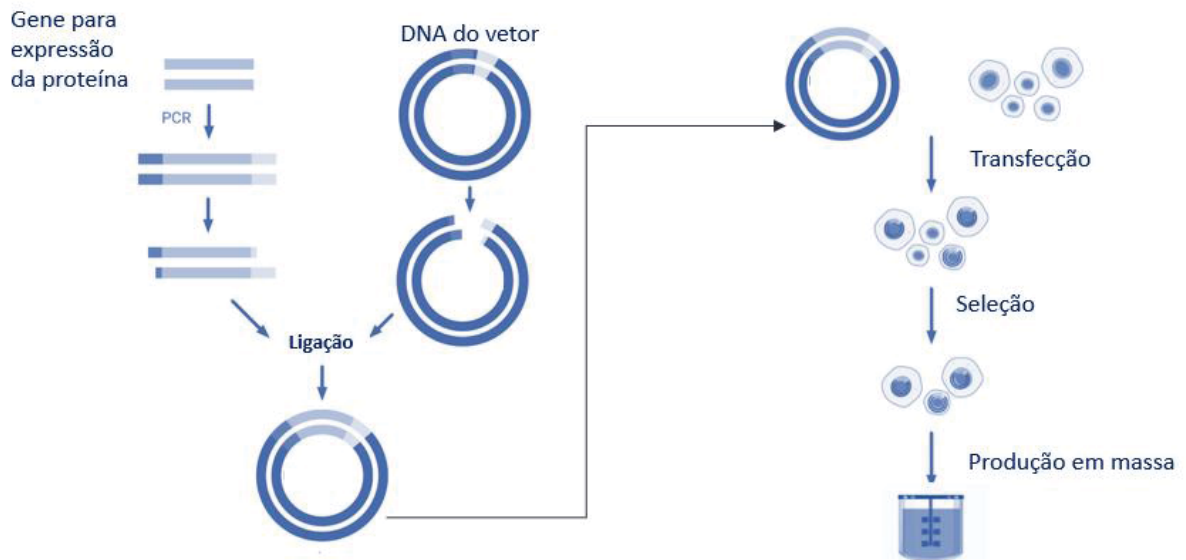 Gene para
expressão
da proteína
DNA do vetor
PCR
Ligação
Transfecção
Seleção
Produção em massa